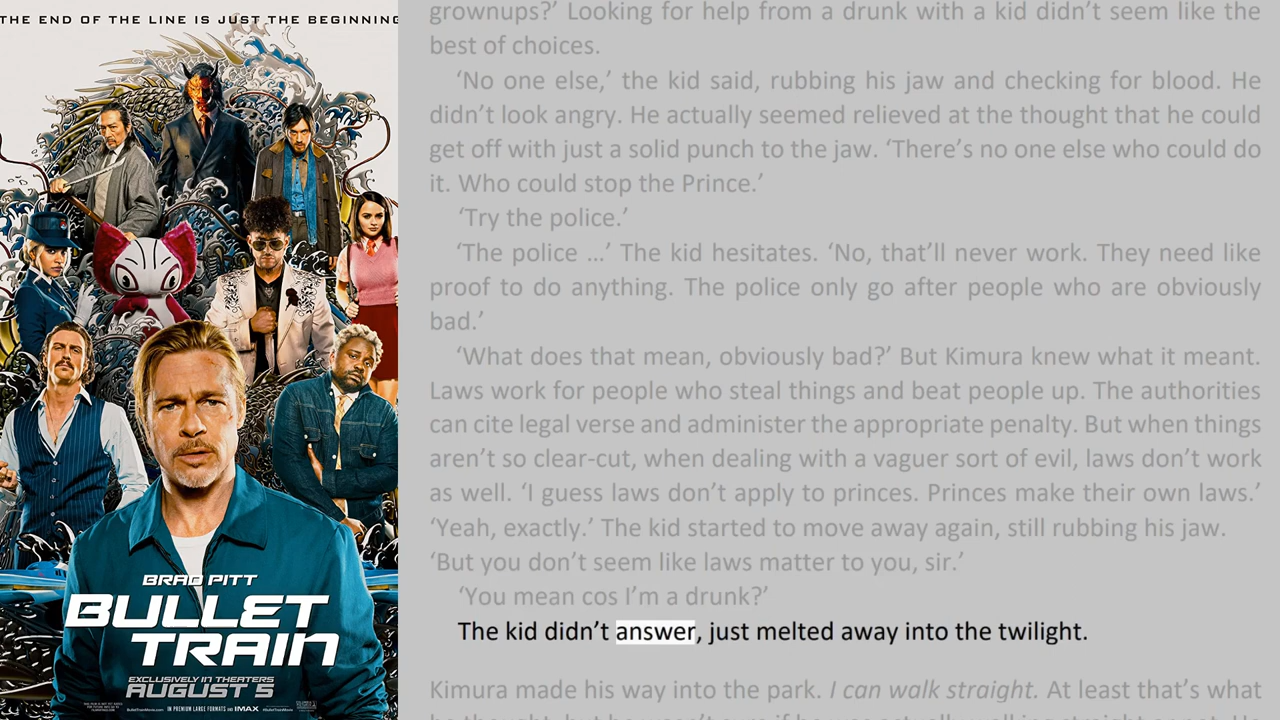 THE END OF THE LINE IS JUST THE BEGINNING
BRAD PITT
BULLET
TRAIN
EXCLUSIVELY IN THEATERS
AUGUST 5
BulletTrain.movie IN PREMIUM LARGE FORMATS AND IMAX #BulletTrainMovie
grownups?’ Looking for help from a drunk with a kid didn’t seem like the
best of choices.
‘No one else,’ the kid said, rubbing his jaw and checking for blood. He
didn’t look angry. He actually seemed relieved at the thought that he could
get off with just a solid punch to the jaw. ‘There’s no one else who could do
it. Who could stop the Prince.’
‘Try the police.’
‘The police ...’ The kid hesitates. ‘No, that’ll never work. They need like
proof to do anything. The police only go after people who are obviously
bad.’
‘What does that mean, obviously bad?’ But Kimura knew what it meant.
Laws work for people who steal things and beat people up. The authorities
can cite legal verse and administer the appropriate penalty. But when things
aren’t so clear-cut, when dealing with a vaguer sort of evil, laws don’t work
as well. ‘I guess laws don’t apply to princes. Princes make their own laws.’
‘Yeah, exactly.’ The kid started to move away again, still rubbing his jaw.
‘But you don’t seem like laws matter to you, sir.’
‘You mean cos I’m a drunk?’
The kid didn’t answer, just melted away into the twilight.
Kimura made his way into the park. I can walk straight. At least that’s what